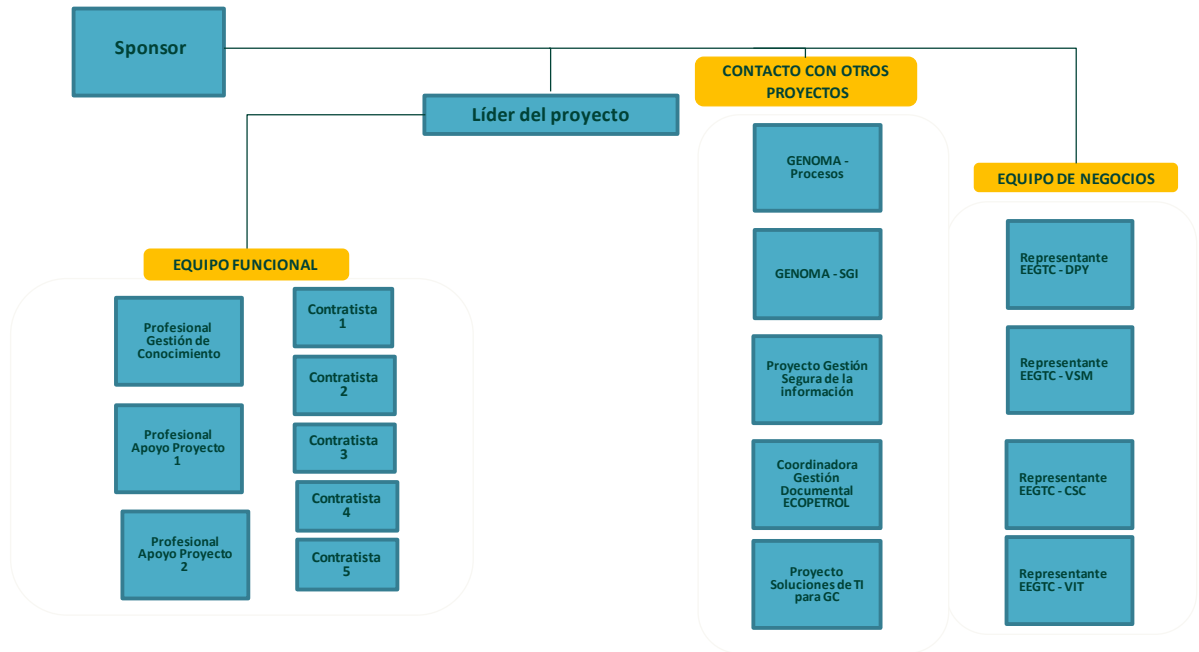 Sponsor
Líder del proyecto
EQUIPO FUNCIONAL
Profesional
Gestión de
Conocimiento
Profesional
Apoyo Proyecto
1
Profesional
Apoyo Proyecto
2
Contratista
1
Contratista
2
Contratista
3
Contratista
4
Contratista
5
CONTACTO CON OTROS
PROYECTOS
GENOMA -
Procesos
GENOMA - SGI
Proyecto Gestión
Segura de la
información
Coordinadora
Gestión
Documental
ECOPETROL
Proyecto
Soluciones de TI
para GC
EQUIPO DE NEGOCIOS
Representante
EEGTC - DPY
Representante
EEGTC - VSM
Representante
EEGTC - CSC
Representante
EEGTC - VIT